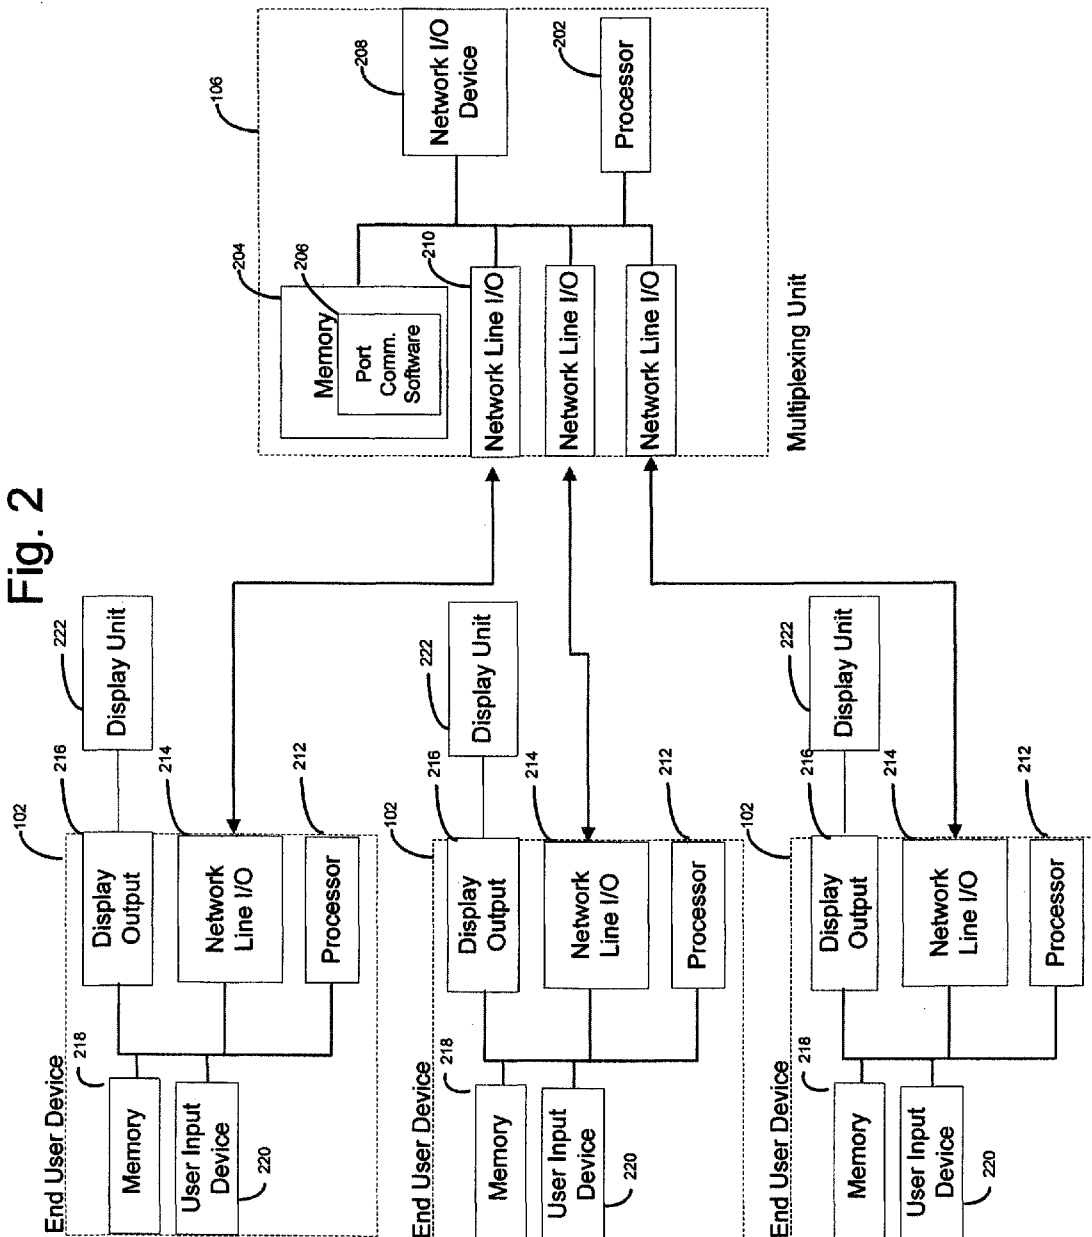 Fig. 2
End User Device
102
218
Memory
User Input
Device
220
216
Display
Output
214
Network
Line I/O
212
Processor
222
Display Unit
End User Device
102
218
Memory
User Input
Device
220
216
Display
Output
214
Network
Line I/O
212
Processor
222
Display Unit
End User Device
102
218
Memory
User Input
Device
220
216
Display
Output
214
Network
Line I/O
212
Processor
222
Display Unit
106
204
Memory
206
Port
Comm.
Software
210
Network Line I/O
Network Line I/O
Network Line I/O
208
Network I/O
Device
202
Processor
Multiplexing Unit